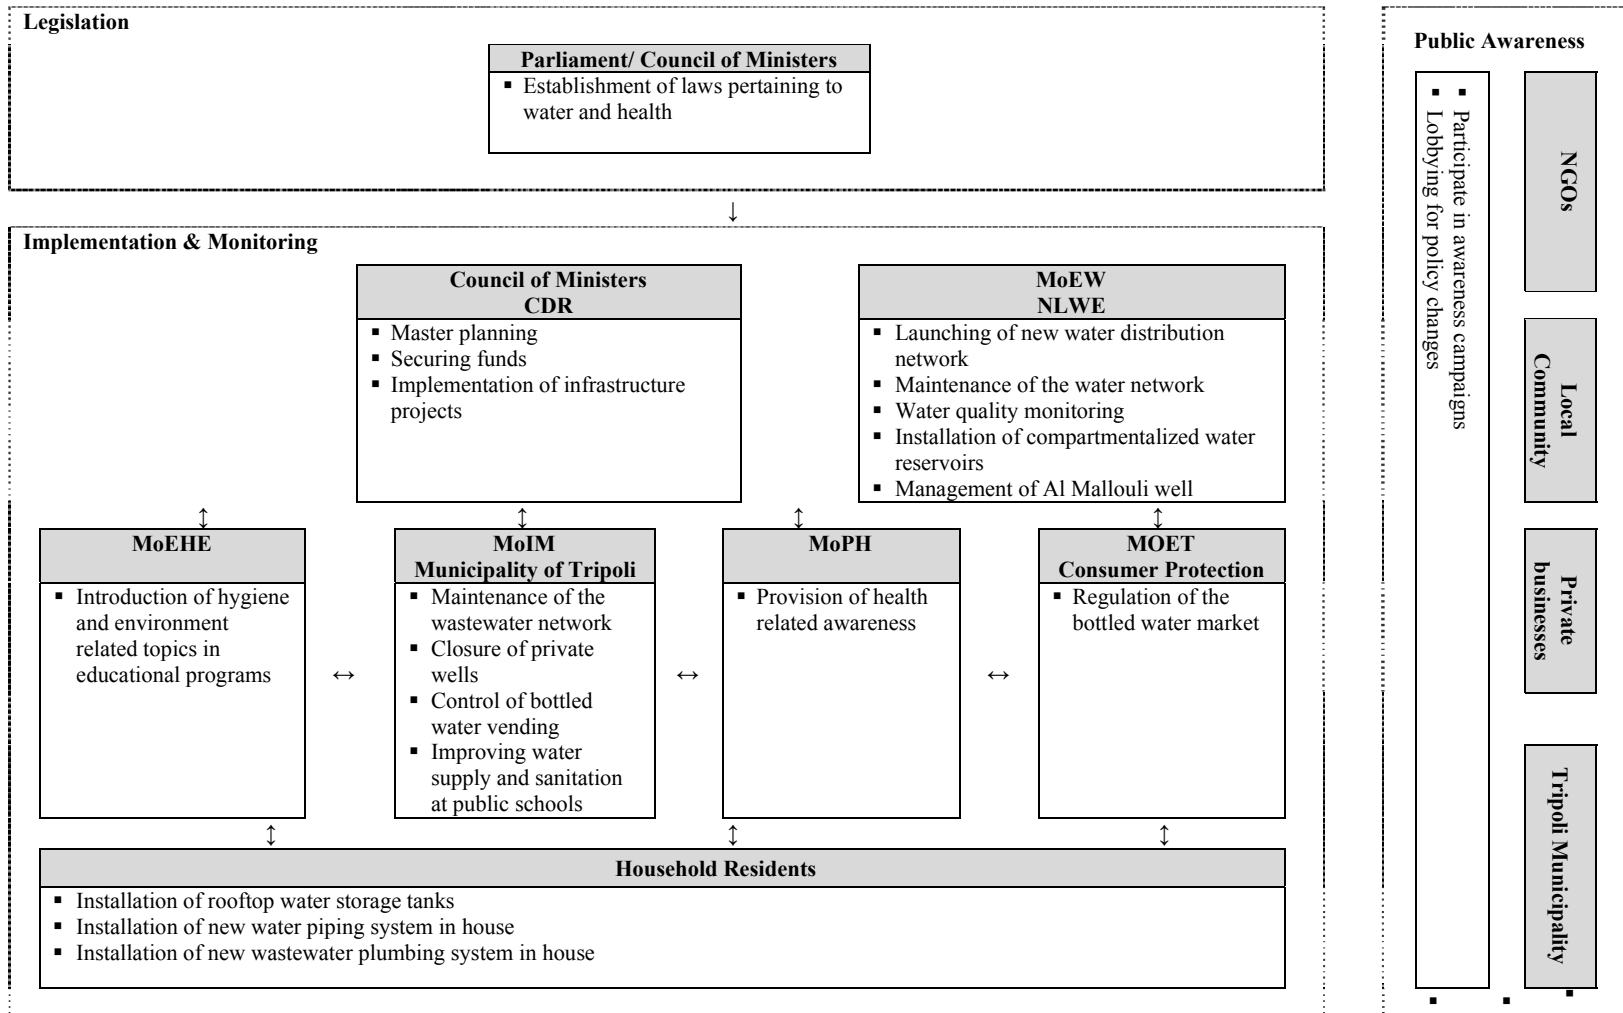 Legislation
Parliament/ Council of Ministers
▪ Establishment of laws pertaining to
water and health
↓
Implementation & Monitoring
Council of Ministers
CDR
▪ Master planning
▪ Securing funds
▪ Implementation of infrastructure
projects
MoEW
NLWE
▪ Launching of new water distribution
network
▪ Maintenance of the water network
▪ Water quality monitoring
▪ Installation of compartmentalized water
reservoirs
▪ Management of Al Mallouli well
↕ ↕ ↕ ↕
MoEHE
▪ Introduction of hygiene
and environment
related topics in
educational programs
↔
MoIM
Municipality of Tripoli
▪ Maintenance of the
wastewater network
▪ Closure of private
wells
▪ Control of bottled
water vending
▪ Improving water
supply and sanitation
at public schools
↔
MoPH
▪ Provision of health
related awareness
↔
MOET
Consumer Protection
▪ Regulation of the
bottled water market
↕ ↕ ↕
Household Residents
▪ Installation of rooftop water storage tanks
▪ Installation of new water piping system in house
▪ Installation of new wastewater plumbing system in house
Public Awareness
▪ Participate in awareness campaigns
▪ Lobbying for policy changes
NGOs
Local
Community
Private
businesses
Tripoli Municipality